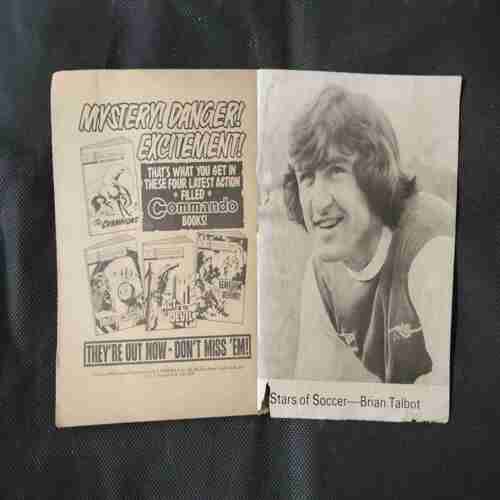 MYSTERY! DANGER!
EXCITEMENT!
THAT'S WHAT YOU GET IN
THESE FOUR LATEST ACTION
• FILLED •
Commando
BOOKS!
THEY'RE OUT NOW - DON'T MISS 'EM!
Stars of Soccer—Brian Talbot